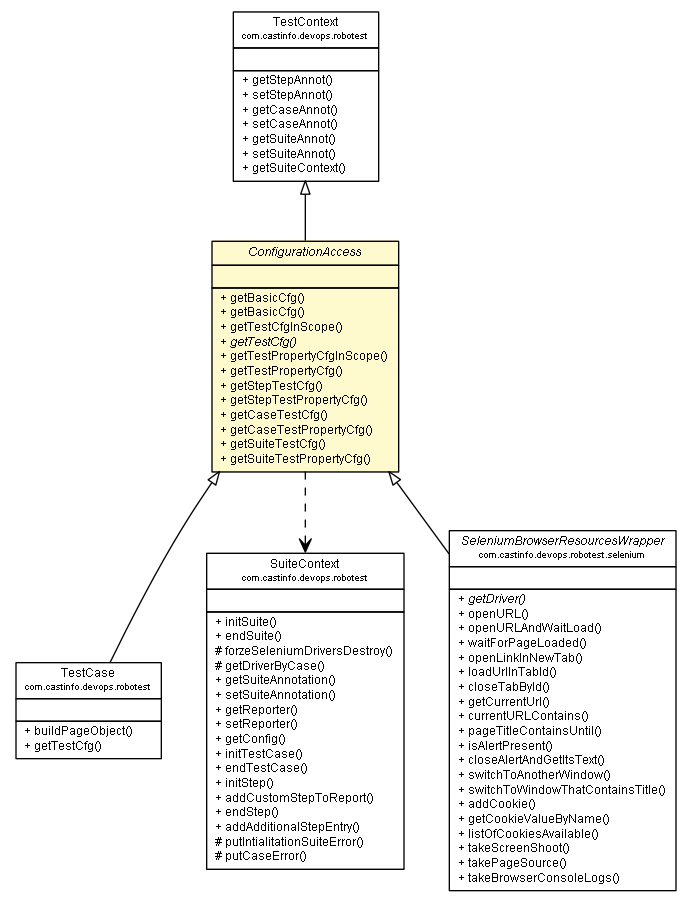 TestContext
com.castinfo.devops.robotest
+ getStepAnnot()
+ setStepAnnot()
+ getCaseAnnot()
+ setCaseAnnot()
+ getSuiteAnnot()
+ setSuiteAnnot()
+ getSuiteContext()
ConfigurationAccess
+ getBasicCfg()
+ getBasicCfg()
+ getTestCfgInScope()
+ getTestCfg()
+ getTestPropertyCfgInScope()
+ getTestPropertyCfg()
+ getStepTestCfg()
+ getStepTestPropertyCfg()
+ getCaseTestCfg()
+ getCaseTestPropertyCfg()
+ getSuiteTestCfg()
+ getSuiteTestPropertyCfg()
TestCase
com.castinfo.devops.robotest
+ buildPageObject()
+ getTestCfg()
SuiteContext
com.castinfo.devops.robotest
+ initSuite()
+ endSuite()
# forzeSeleniumDriversDestroy()
# getDriverByCase()
+ getSuiteAnnotation()
+ setSuiteAnnotation()
+ getReporter()
+ setReporter()
+ getConfig()
+ initTestCase()
+ endTestCase()
+ initStep()
+ addCustomStepToReport()
+ endStep()
+ addAdditionalStepEntry()
# putIntialitationSuiteError()
# putCaseError()
SeleniumBrowserResourcesWrapper
com.castinfo.devops.robotest.selenium
+ getDriver()
+ openURL()
+ openURLAndWaitLoad()
+ waitForPageLoaded()
+ openLinkInNewTab()
+ loadUrlInTabId()
+ closeTabById()
+ getCurrentUrl()
+ currentURLContains()
+ pageTitleContainsUntil()
+ isAlertPresent()
+ closeAlertAndGetItsText()
+ switchToAnotherWindow()
+ switchToWindowThatContainsTitle()
+ addCookie()
+ getCookieValueByName()
+ listOfCookiesAvailable()
+ takeScreenShoot()
+ takePageSource()
+ takeBrowserConsoleLogs()